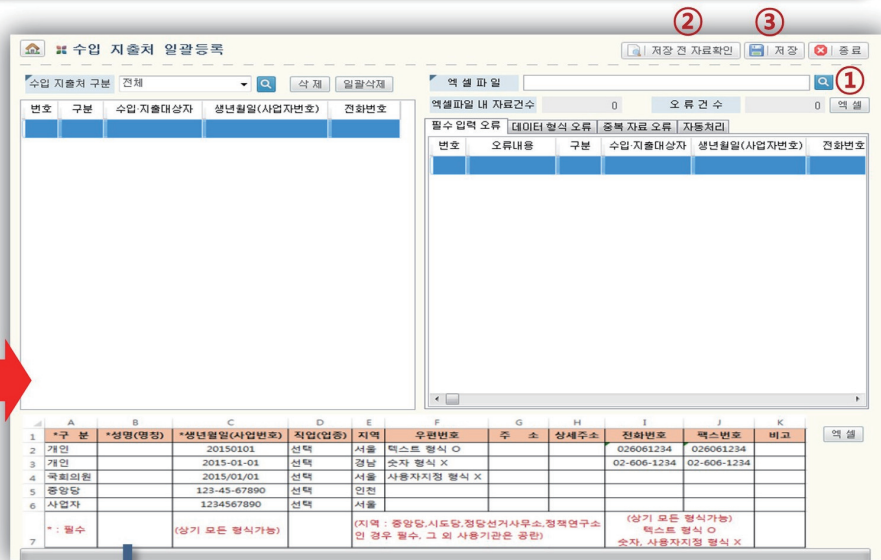 ② ③
수입 지출처 일괄등록 저장 전 자료확인 저장 종료
수입 지출처 구분 전체 삭제 일괄삭제 엑셀파일 ①
엑셀파일 내 자료건수 0 오류건수 0 엑셀
번호 구분 수입·지출대상자 생년월일(사업자번호) 전화번호
필수 입력 오류 데이터 형식 오류 중복 자료 오류 자동처리
번호 오류내용 구분 수입·지출대상자 생년월일(사업자번호) 전화번호
A B C D E F G H I J K
1 *구 분 *성명(명칭) *생년월일(사업번호) 직업(업종) 지역 우편번호 주 소 상세주소 전화번호 팩스번호 비고 엑셀
2 개인 20150101 선택 서울 텍스트 형식 O 026061234 026061234
3 개인 2015-01-01 선택 경남 숫자 형식 X 02-606-1234 02-606-1234
4 국회의원 2015/01/01 선택 서울 사용자지정 형식 X
5 중앙당 123-45-67890 선택 인천
6 사업자 1234567890 선택 서울
7 * : 필수 (상기 모든 형식가능) (지역 : 중앙당,시도당,정당선거사무소,정책연구소
인 경우 필수, 그 외 사용기관은 공란)
(상기 모든 형식가능)
텍스트 형식 O
숫자, 사용자지정 형식 X